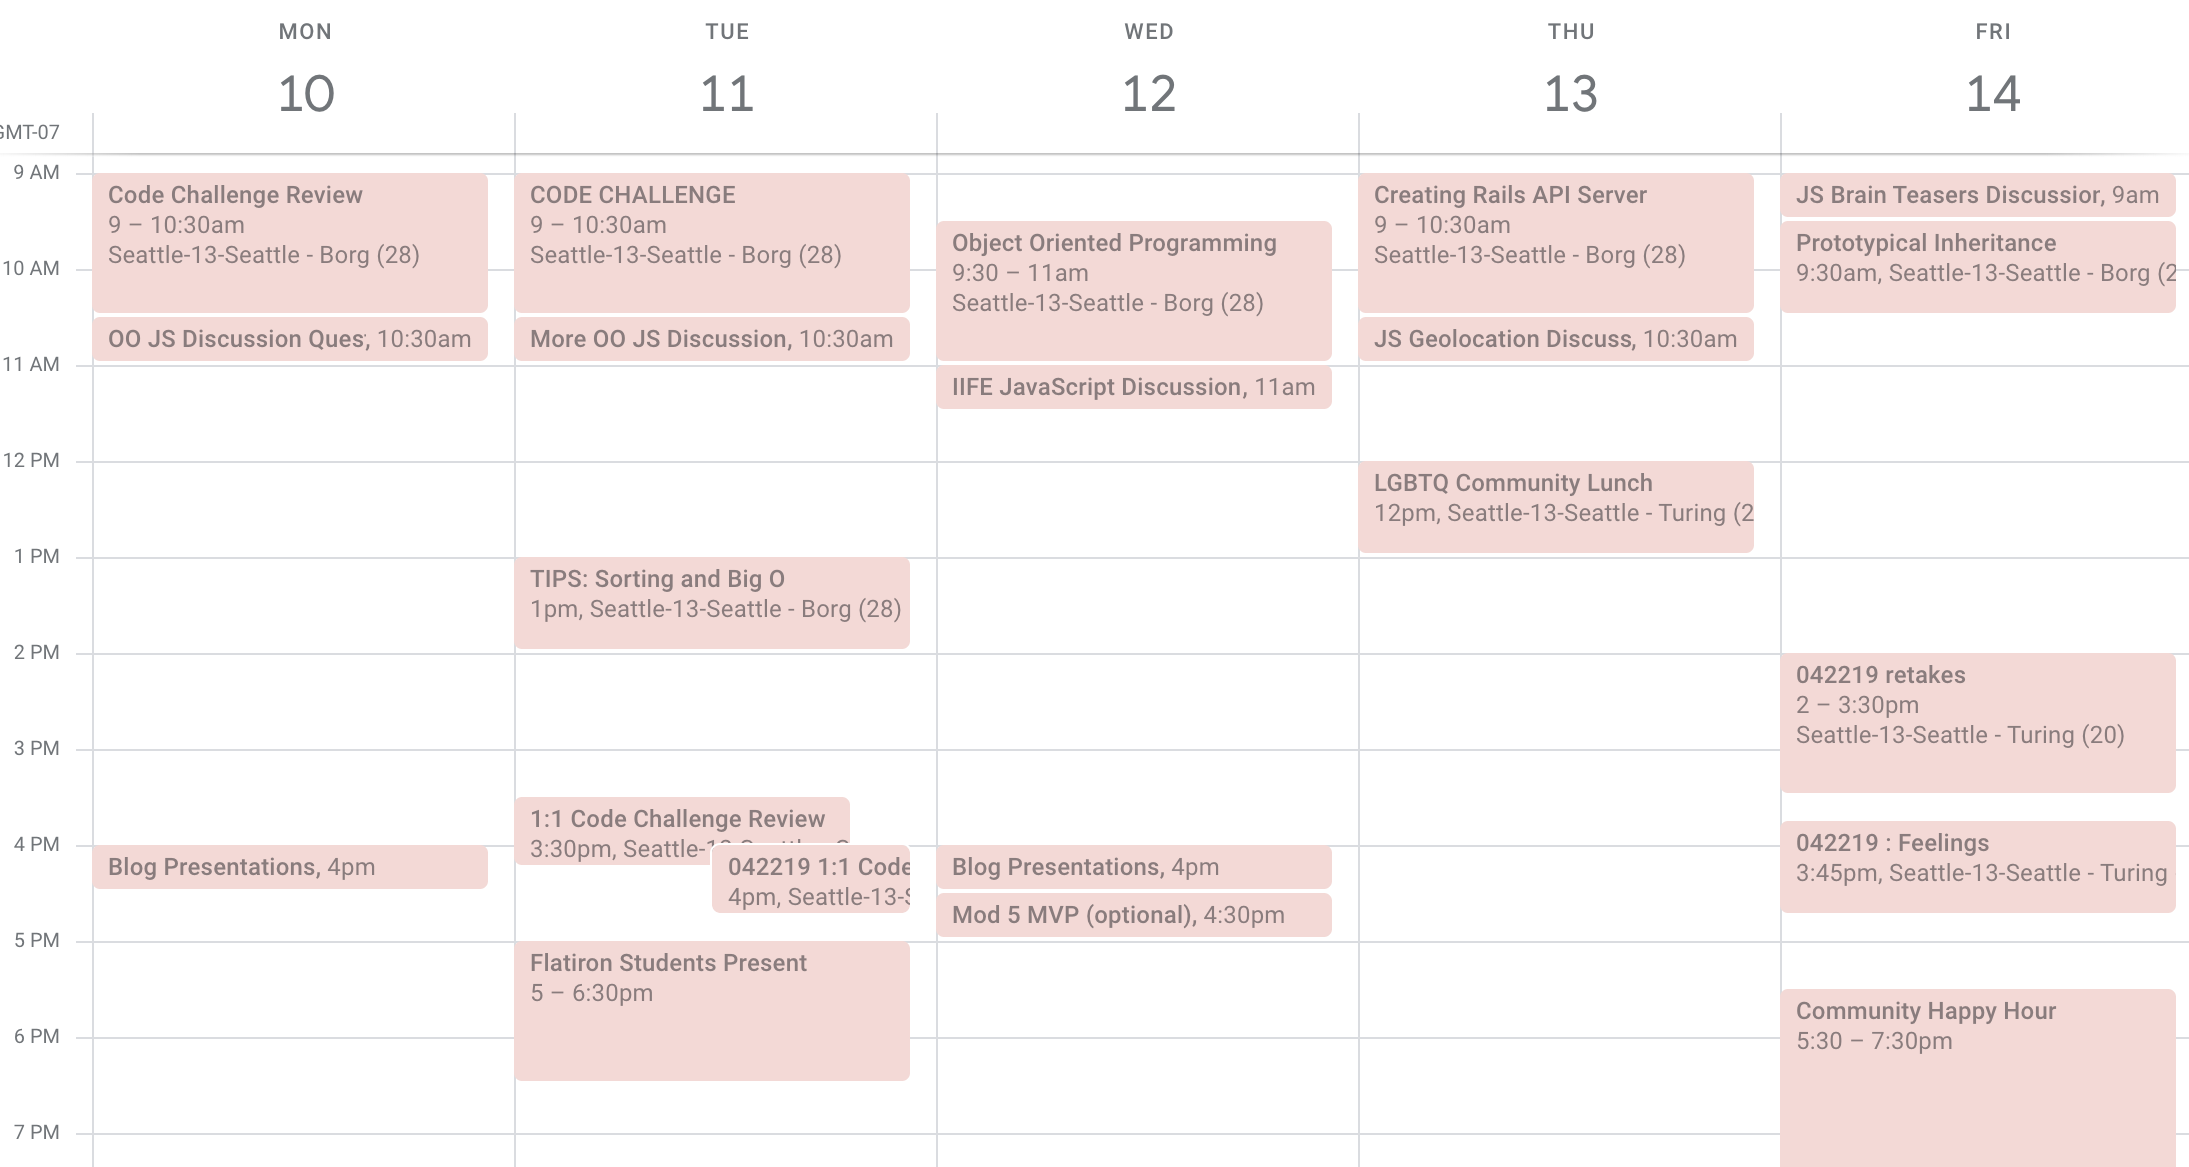 MON
TUE
WED
THU
FRI
10
11
12
13
14
GMT-07
9 AM
10 AM
11 AM
12 PM
1 PM
2 PM
3 PM
4 PM
5 PM
6 PM
7 PM
Code Challenge Review
9 – 10:30am
Seattle-13-Seattle - Borg (28)
OO JS Discussion Ques, 10:30am
Blog Presentations, 4pm
CODE CHALLENGE
9 – 10:30am
Seattle-13-Seattle - Borg (28)
More OO JS Discussion, 10:30am
TIPS: Sorting and Big O
1pm, Seattle-13-Seattle - Borg (28)
1:1 Code Challenge Review
3:30pm, Seattle-
042219 1:1 Code
4pm, Seattle-13-S
Flatiron Students Present
5 – 6:30pm
Object Oriented Programming
9:30 – 11am
Seattle-13-Seattle - Borg (28)
IIFE JavaScript Discussion, 11am
Blog Presentations, 4pm
Mod 5 MVP (optional), 4:30pm
Creating Rails API Server
9 – 10:30am
Seattle-13-Seattle - Borg (28)
JS Geolocation Discuss, 10:30am
LGBTQ Community Lunch
12pm, Seattle-13-Seattle - Turing (2
JS Brain Teasers Discussior, 9am
Prototypical Inheritance
9:30am, Seattle-13-Seattle - Borg (2
042219 retakes
2 – 3:30pm
Seattle-13-Seattle - Turing (20)
042219 : Feelings
3:45pm, Seattle-13-Seattle - Turing
Community Happy Hour
5:30 – 7:30pm